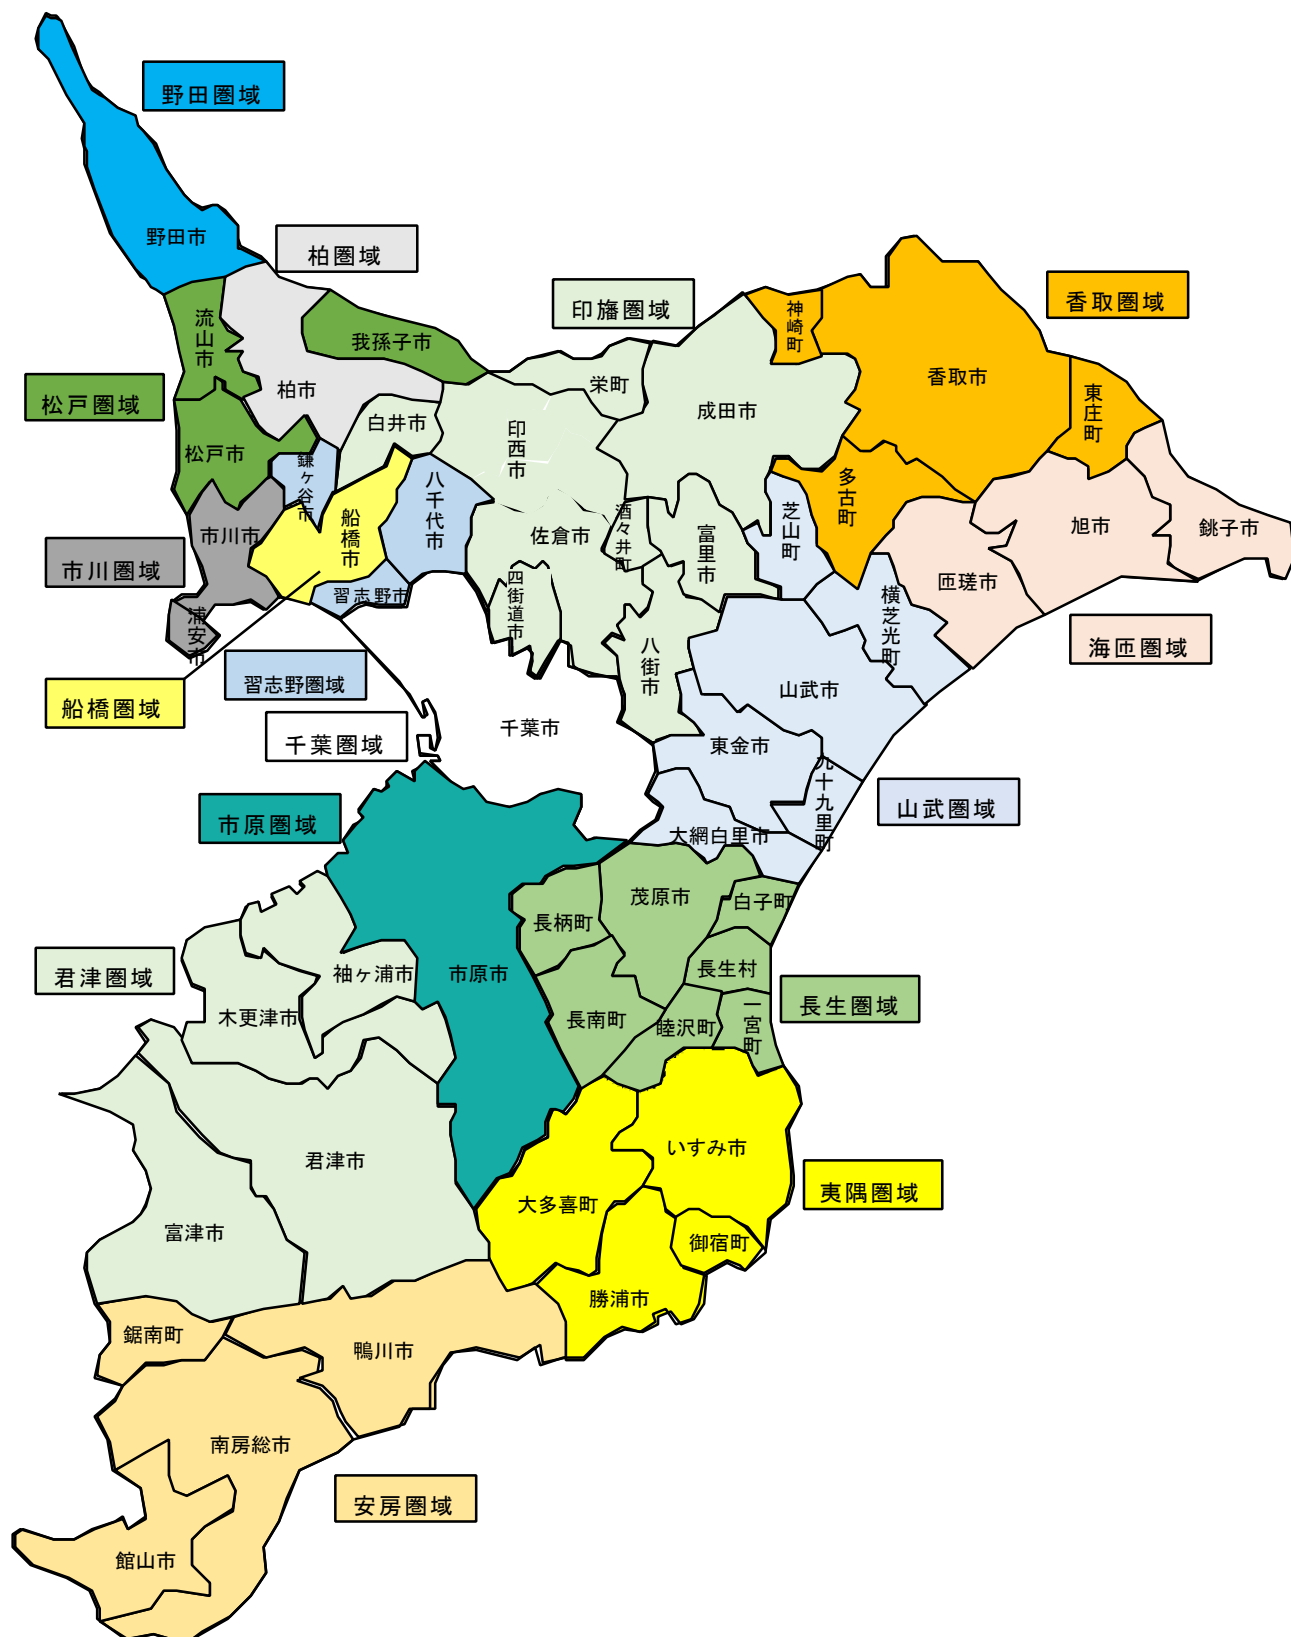 野田圏域
野田市
柏圏域
印旛圏域
香取圏域
神崎町
流山市
我孫子市
香取市
柏市
栄町
松戸圏域
成田市
東庄町
白井市
印西市
松戸市
鎌ヶ谷市
八千代市
多古町
市川市
船橋市
佐倉市
酒々井町
富里市
芝山町
旭市
銚子市
市川圏域
習志野市
四街道市
匝瑳市
横芝光町
浦安市
海匝圏域
八街市
習志野圏域
山武市
船橋圏域
千葉市
千葉圏域
東金市
九十九里町
山武圏域
市原圏域
大網白里市
茂原市
白子町
長柄町
君津圏域
袖ヶ浦市
市原市
長生村
長生圏域
木更津市
長南町
睦沢町
一宮町
いすみ市
君津市
夷隅圏域
大多喜町
富津市
御宿町
勝浦市
鋸南町
鴨川市
南房総市
安房圏域
館山市